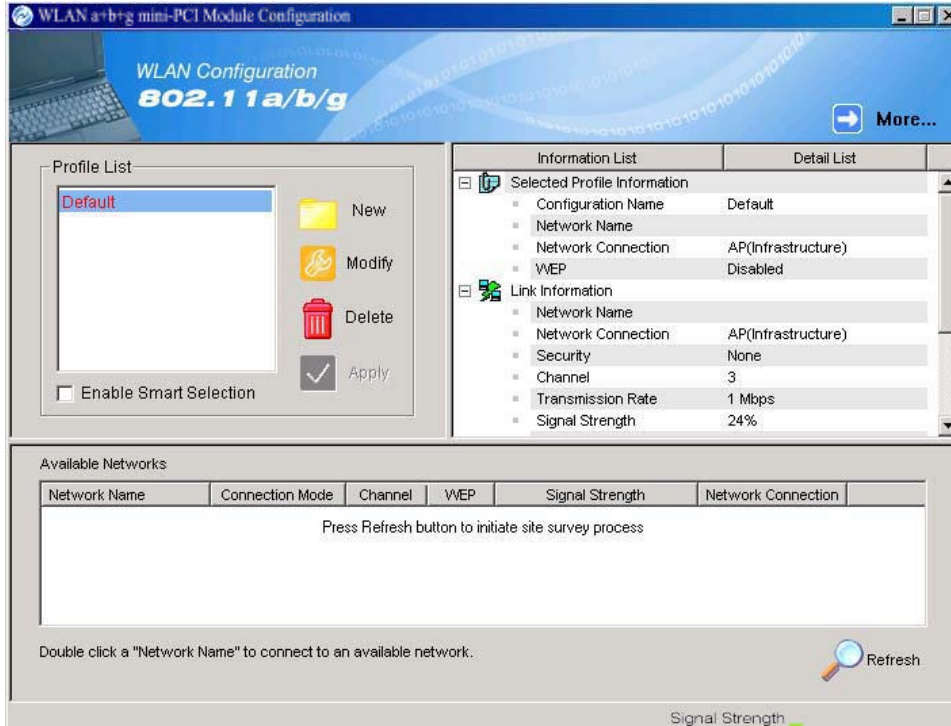 WLAN a+b+g mini-PCI Module Configuration
WLAN Configuration
802.11a/b/g
More...
Profile List
Default
New
Modify
Delete
Apply
Enable Smart Selection
Information List Detail List
Selected Profile Information
Configuration Name Default
Network Name
Network Connection AP(Infrastructure)
WEP Disabled
Link Information
Network Name
Network Connection AP(Infrastructure)
Security None
Channel 3
Transmission Rate 1 Mbps
Signal Strength 24%
Available Networks
Network Name Connection Mode Channel WEP Signal Strength Network Connection
Press Refresh button to initiate site survey process
Double click a "Network Name" to connect to an available network.
Refresh
Signal Strength